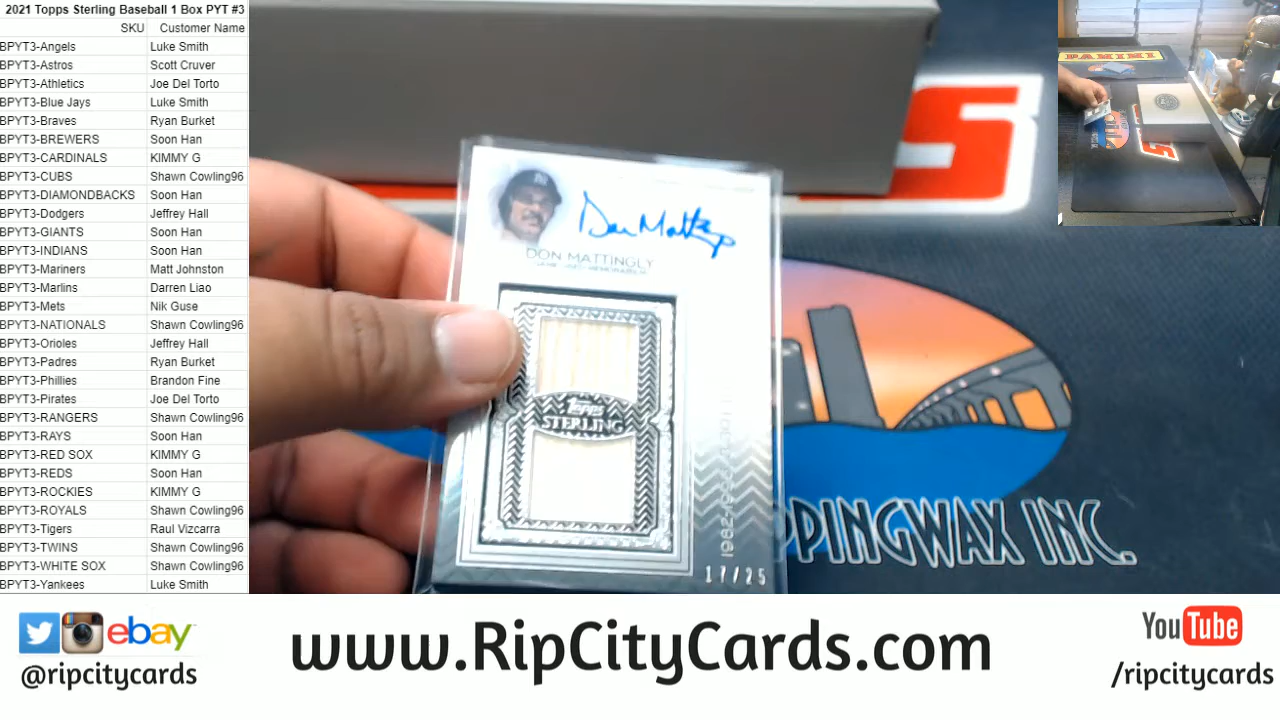 2021 Topps Sterling Baseball 1 Box PYT #3
SKU Customer Name
BPYT3-Angels Luke Smith
BPYT3-Astros Scott Cruver
BPYT3-Athletics Joe Del Torto
BPYT3-Blue Jays Luke Smith
BPYT3-Braves Ryan Burket
BPYT3-BREWERS Soon Han
BPYT3-CARDINALS KIMMY G
BPYT3-CUBS Shawn Cowling96
BPYT3-DIAMONDBACKS Soon Han
BPYT3-Dodgers Jeffrey Hall
BPYT3-GIANTS Soon Han
BPYT3-INDIANS Soon Han
BPYT3-Mariners Matt Johnston
BPYT3-Marlins Darren Liao
BPYT3-Mets Nik Guse
BPYT3-NATIONALS Shawn Cowling96
BPYT3-Orioles Jeffrey Hall
BPYT3-Padres Ryan Burket
BPYT3-Phillies Brandon Fine
BPYT3-Pirates Joe Del Torto
BPYT3-RANGERS Shawn Cowling96
BPYT3-RAYS Soon Han
BPYT3-RED SOX KIMMY G
BPYT3-REDS Soon Han
BPYT3-ROCKIES KIMMY G
BPYT3-ROYALS Shawn Cowling96
BPYT3-Tigers Raul Vizcarra
BPYT3-TWINS Shawn Cowling96
BPYT3-WHITE SOX Shawn Cowling96
BPYT3-Yankees Luke Smith
Don Mattingly
DON MATTINGLY
Topps
STERLING
17/25
S
PPINGWAX INC.
PANINI
S
ebay
@ripcitycards
www.RipCityCards.com
YouTube
/ripcitycards